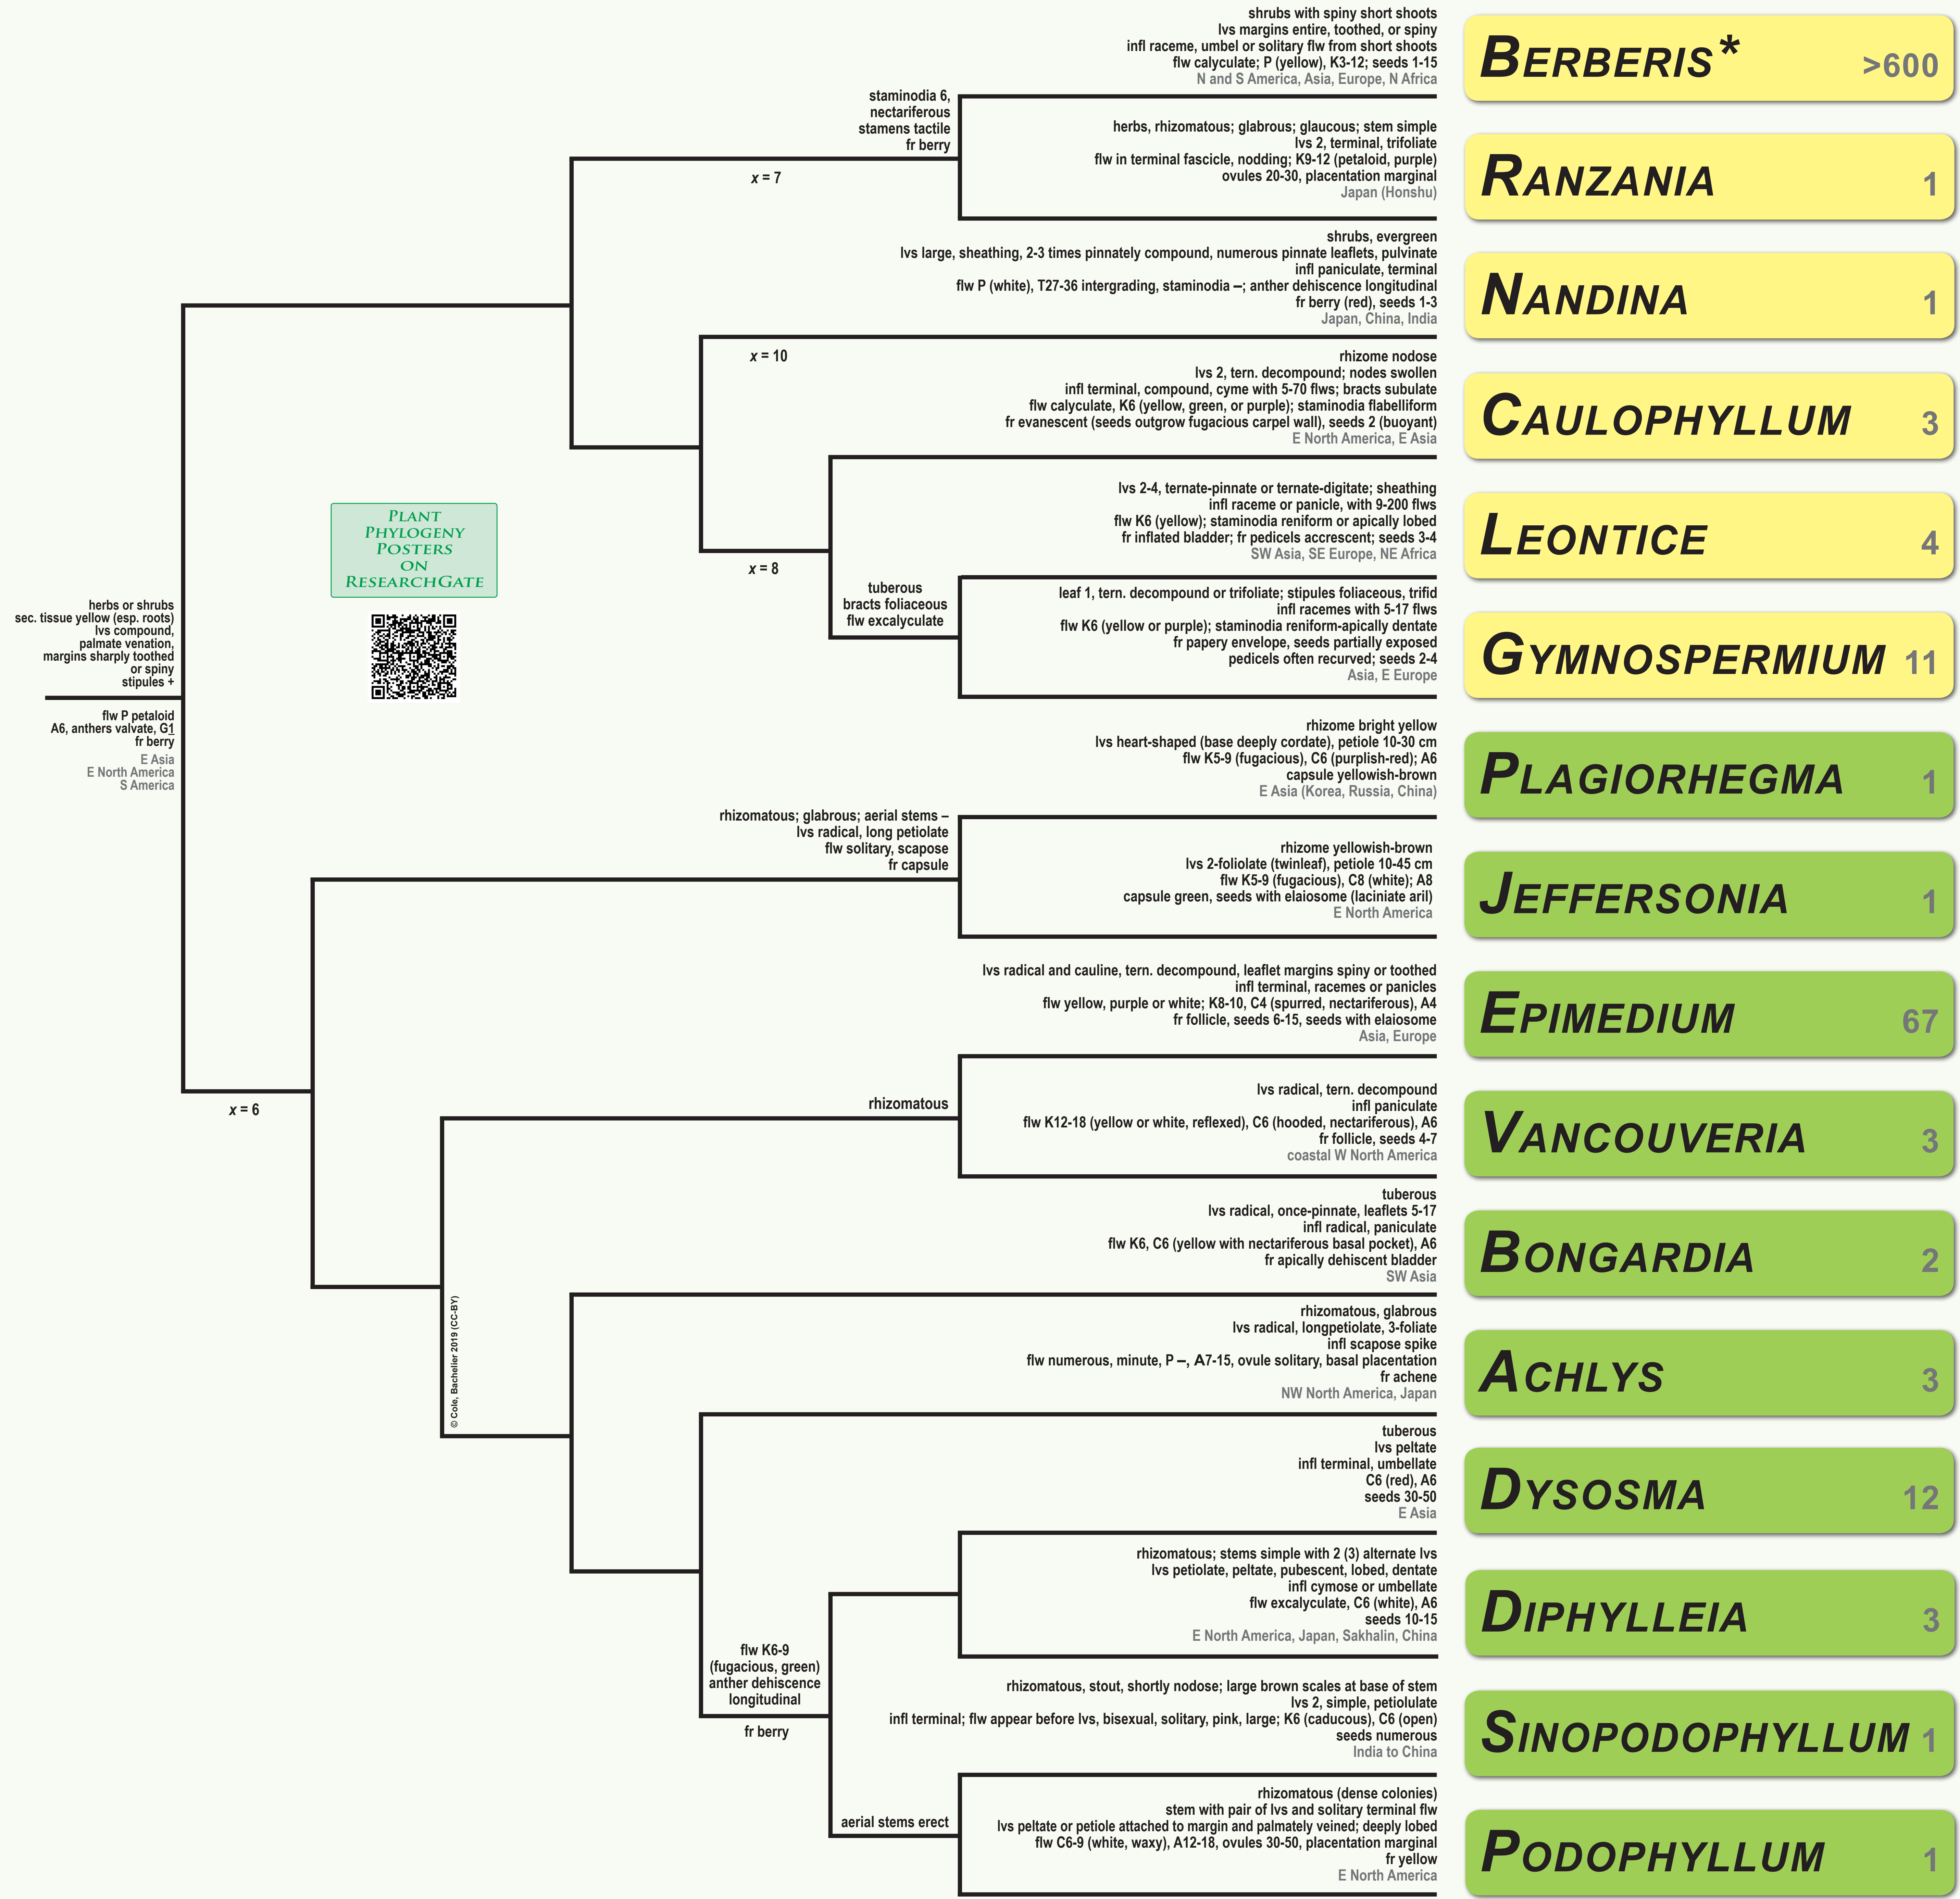 shrubs with spiny short shoots
lvs margins entire, toothed, or spiny
infl raceme, umbel or solitary flw from short shoots
flw calyculate; P (yellow), K3-12; seeds 1-15
N and S America, Asia, Europe, N Africa
BERBERIS* >600
staminodia 6,
nectariferous
stamens tactile
fr berry
x = 7
herbs, rhizomatous; glabrous; glaucous; stem simple
lvs 2, terminal, trifoliate
flw in terminal fascicle, nodding; K9-12 (petaloid, purple)
ovules 20-30, placentation marginal
Japan (Honshu)
RANZANIA 1
shrubs, evergreen
lvs large, sheathing, 2-3 times pinnately compound, numerous pinnate leaflets, pulvinate
infl paniculate, terminal
flw P (white), T27-36 intergrading, staminodia –; anther dehiscence longitudinal
fr berry (red), seeds 1-3
Japan, China, India
NANDINA 1
x = 10
rhizome nodose
lvs 2, tern. decompound; nodes swollen
infl terminal, compound, cyme with 5-70 flws; bracts subulate
flw calyculate, K6 (yellow, green, or purple); staminodia flabelliform
fr evanescent (seeds outgrow fugacious carpel wall), seeds 2 (buoyant)
E North America, E Asia
CAULOPHYLLUM 3
x = 8
lvs 2-4, ternate-pinnate or ternate-digitate; sheathing
infl raceme or panicle, with 9-200 flws
flw K6 (yellow); staminodia reniform or apically lobed
fr inflated bladder; fr pedicels accrescent; seeds 3-4
SW Asia, SE Europe, NE Africa
LEONTICE 4
tuberous
bracts foliaceous
flw excalyculate
leaf 1, tern. decompound or trifoliate; stipules foliaceous, trifid
infl racemes with 5-17 flws
flw K6 (yellow or purple); staminodia reniform-apically dentate
fr papery envelope, seeds partially exposed
pedicels often recurved; seeds 2-4
Asia, E Europe
GYMNOSPERMIUM 11
PLANT
PHYLOGENY
POSTERS
ON
RESEARCHGATE
herbs or shrubs
sec. tissue yellow (esp. roots)
lvs compound,
palmate venation,
margins sharply toothed
or spiny
stipules +
flw P petaloid
A6, anthers valvate, G1
fr berry
E Asia
E North America
S America
rhizome bright yellow
lvs heart-shaped (base deeply cordate), petiole 10-30 cm
flw K5-9 (fugacious), C6 (purplish-red); A6
capsule yellowish-brown
E Asia (Korea, Russia, China)
PLAGIORHEGMA 1
rhizomatous; glabrous; aerial stems –
lvs radical, long petiolate
flw solitary, scapose
fr capsule
rhizome yellowish-brown
lvs 2-foliolate (twinleaf), petiole 10-45 cm
flw K5-9 (fugacious), C8 (white); A8
capsule green, seeds with elaiosome (laciniate aril)
E North America
JEFFERSONIA 1
lvs radical and cauline, tern. decompound, leaflet margins spiny or toothed
infl terminal, racemes or panicles
flw yellow, purple or white; K8-10, C4 (spurred, nectariferous), A4
fr follicle, seeds 6-15, seeds with elaiosome
Asia, Europe
EPIMEDIUM 67
x = 6
rhizomatous
lvs radical, tern. decompound
infl paniculate
flw K12-18 (yellow or white, reflexed), C6 (hooded, nectariferous), A6
fr follicle, seeds 4-7
coastal W North America
VANCOUVERIA 3
tuberous
lvs radical, once-pinnate, leaflets 5-17
infl radical, paniculate
flw K6, C6 (yellow with nectariferous basal pocket), A6
fr apically dehiscent bladder
SW Asia
BONGARDIA 2
© Cole, Bachelier 2019 (CC-BY)
rhizomatous, glabrous
lvs radical, longpetiolate, 3-foliate
infl scapose spike
flw numerous, minute, P –, A7-15, ovule solitary, basal placentation
fr achene
NW North America, Japan
ACHLYS 3
tuberous
lvs peltate
infl terminal, umbellate
C6 (red), A6
seeds 30-50
E Asia
DYSOSMA 12
rhizomatous; stems simple with 2 (3) alternate lvs
lvs petiolate, peltate, pubescent, lobed, dentate
infl cymose or umbellate
flw excalyculate, C6 (white), A6
seeds 10-15
E North America, Japan, Sakhalin, China
DIPHYLLEIA 3
flw K6-9
(fugacious, green)
anther dehiscence
longitudinal
fr berry
rhizomatous, stout, shortly nodose; large brown scales at base of stem
lvs 2, simple, petiolulate
infl terminal; flw appear before lvs, bisexual, solitary, pink, large; K6 (caducous), C6 (open)
seeds numerous
India to China
SINOPODOPHYLLUM 1
aerial stems erect
rhizomatous (dense colonies)
stem with pair of lvs and solitary terminal flw
lvs peltate or petiole attached to margin and palmately veined; deeply lobed
flw C6-9 (white, waxy), A12-18, ovules 30-50, placentation marginal
fr yellow
E North America
PODOPHYLLUM 1